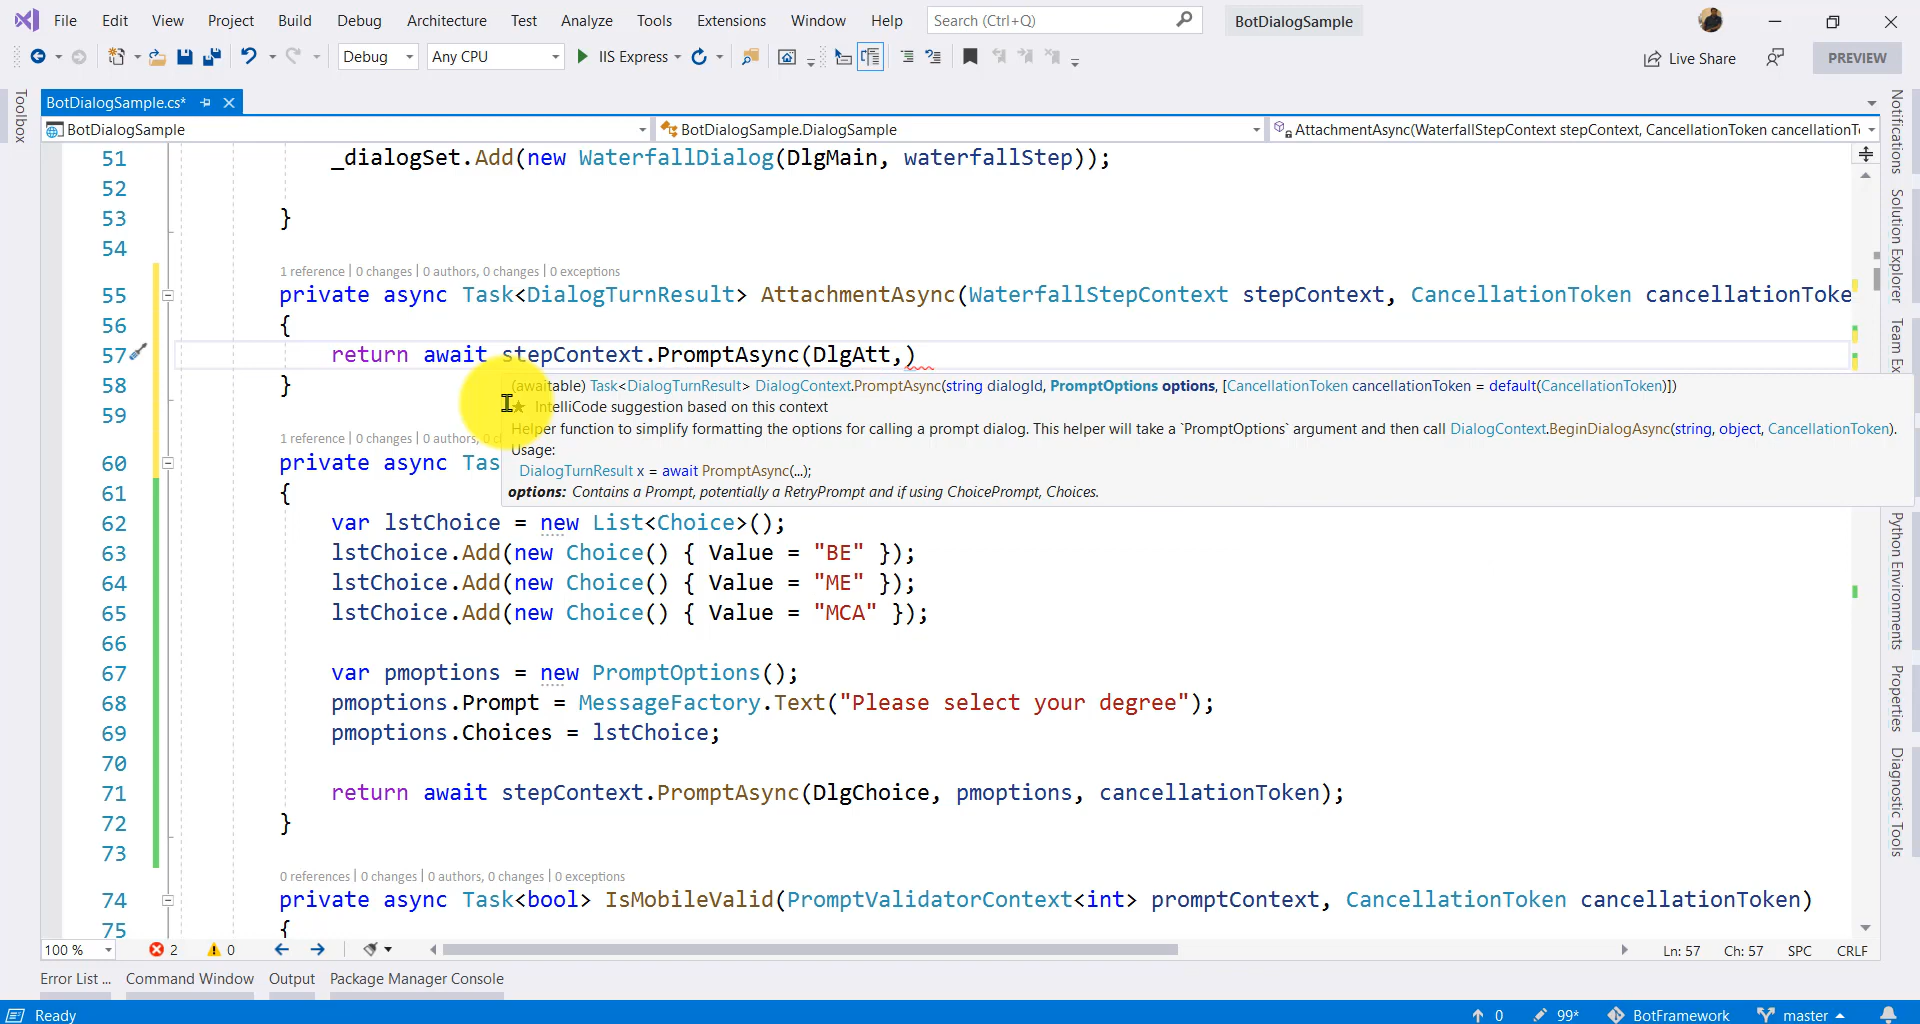 File Edit View Project Build Debug Architecture Test Analyze Tools Extensions Window Help Search (Ctrl+Q) BotDialogSample
Debug Any CPU IIS Express Live Share PREVIEW
BotDialogSample.cs*
BotDialogSample BotDialogSample.DialogSample AttachmentAsync(WaterfallStepContext stepContext, CancellationToken cancellationT
51 _dialogSet.Add(new WaterfallDialog(DlgMain, waterfallStep));
52
53 }
54
1 reference | 0 changes | 0 authors, 0 changes | 0 exceptions
55 private async Task<DialogTurnResult> AttachmentAsync(WaterfallStepContext stepContext, CancellationToken cancellationToke
56 {
57 return await stepContext.PromptAsync(DlgAtt,)
58 }
(awaitable) Task<DialogTurnResult> DialogContext.PromptAsync(string dialogId, PromptOptions options, [CancellationToken cancellationToken = default(CancellationToken)])
★ IntelliCode suggestion based on this context
Helper function to simplify formatting the options for calling a prompt dialog. This helper will take a `PromptOptions` argument and then call DialogContext.BeginDialogAsync(string, object, CancellationToken).
Usage:
DialogTurnResult x = await PromptAsync(...);
options: Contains a Prompt, potentially a RetryPrompt and if using ChoicePrompt, Choices.
59
1 reference | 0 changes | 0 authors, 0 c
60 private async Tas
61 {
62 var lstChoice = new List<Choice>();
63 lstChoice.Add(new Choice() { Value = "BE" });
64 lstChoice.Add(new Choice() { Value = "ME" });
65 lstChoice.Add(new Choice() { Value = "MCA" });
66
67 var pmoptions = new PromptOptions();
68 pmoptions.Prompt = MessageFactory.Text("Please select your degree");
69 pmoptions.Choices = lstChoice;
70
71 return await stepContext.PromptAsync(DlgChoice, pmoptions, cancellationToken);
72 }
73
0 references | 0 changes | 0 authors, 0 changes | 0 exceptions
74 private async Task<bool> IsMobileValid(PromptValidatorContext<int> promptContext, CancellationToken cancellationToken)
75 {
100 % 2 0 Ln: 57 Ch: 57 SPC CRLF
Error List ... Command Window Output Package Manager Console
Ready 0 99* BotFramework master
Toolbox
Notifications
Solution Explorer
Team Ex
Python Environments
Properties
Diagnostic Tools